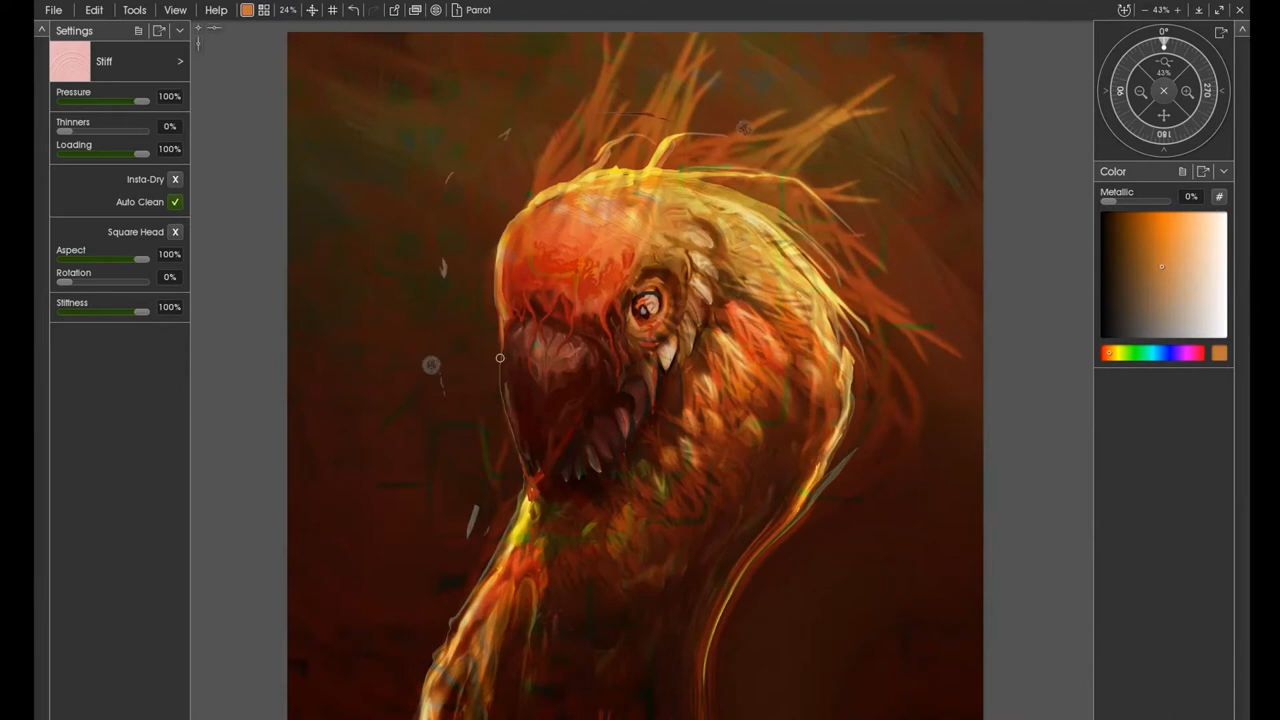 File Edit Tools View Help 24% Parrot 43%
Settings
Stiff >
Pressure 100%
Thinners 0%
Loading 100%
Insta-Dry X
Auto Clean ✓
Square Head X
Aspect 100%
Rotation 0%
Stiffness 100%
0°
43%
90 270
180
Color
Metallic 0% #